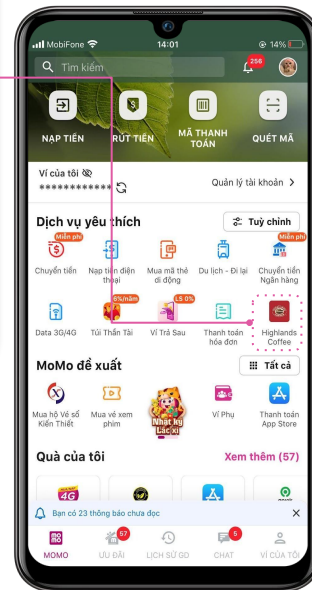 MobiFone 14:01 14%
Tìm kiếm 256
NẠP TIỀN RÚT TIỀN MÃ THANH TOÁN QUÉT MÃ
Ví của tôi
************ Quản lý tài khoản >
Dịch vụ yêu thích Tuỳ chỉnh
Miễn phí Miễn phí
Chuyển tiền Nạp tiền điện thoại Mua mã thẻ di động Du lịch - Đi lại Chuyển tiền Ngân hàng
6%/năm LS 0%
Data 3G/4G Túi Thần Tài Ví Trả Sau Thanh toán hóa đơn Highlands Coffee
MoMo đề xuất Tất cả
Nhật Ký Lắc Xì
Mua hộ Vé số Kiến Thiết Mua vé xem phim Ví Phụ Thanh toán App Store
Quà của tôi Xem thêm (57)
4G
Bạn có 23 thông báo chưa đọc X
57 5
MOMO ƯU ĐÃI LỊCH SỬ GD CHAT VÍ CỦA TÔI